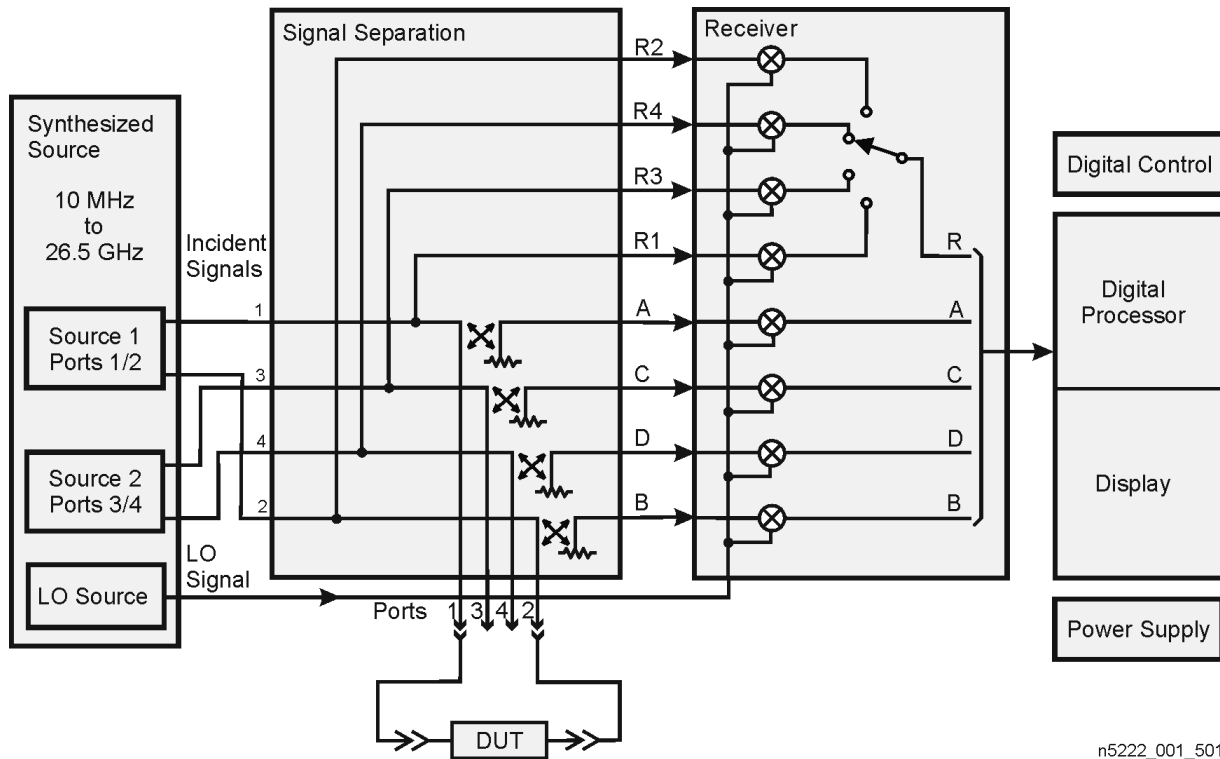 Signal Separation
Receiver
R2
Synthesized
Source
10 MHz
to
26.5 GHz
R4
Digital Control
R3
Incident
Signals
R1
R
1
A
A
Source 1
Ports 1/2
Digital
Processor
3
C
C
4
D
D
Source 2
Ports 3/4
Display
2
B
B
LO
Signal
LO Source
Ports
1
3
4
2
Power Supply
DUT
n5222_001_501